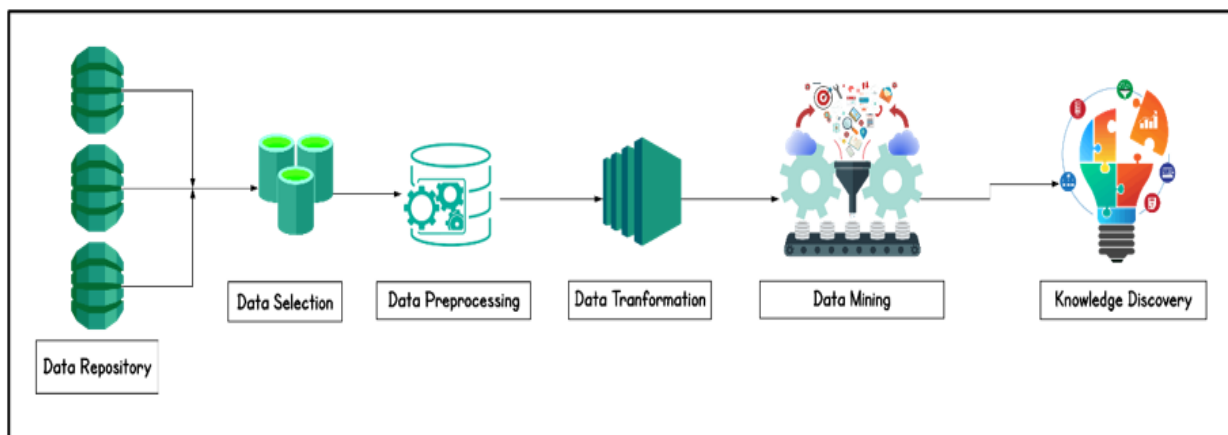 Data Repository
Data Selection
Data Preprocessing
Data Tranformation
Data Mining
Knowledge Discovery